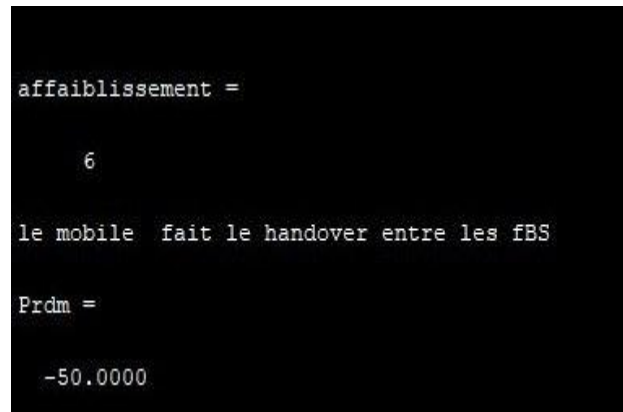 affaiblissement =
6
le mobile  fait le handover entre les fBS
Prdm =
-50.0000